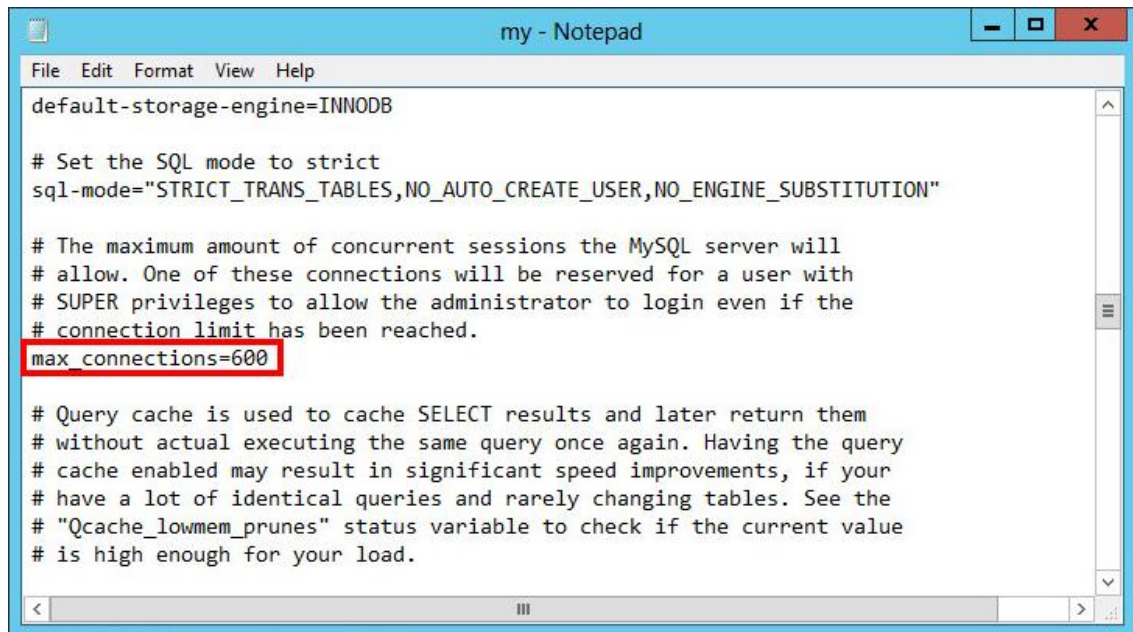 my - Notepad
File Edit Format View Help
default-storage-engine=INNODB
# Set the SQL mode to strict
sql-mode="STRICT_TRANS_TABLES,NO_AUTO_CREATE_USER,NO_ENGINE_SUBSTITUTION"
# The maximum amount of concurrent sessions the MySQL server will
# allow. One of these connections will be reserved for a user with
# SUPER privileges to allow the administrator to login even if the
# connection limit has been reached.
max_connections=600
# Query cache is used to cache SELECT results and later return them
# without actual executing the same query once again. Having the query
# cache enabled may result in significant speed improvements, if your
# have a lot of identical queries and rarely changing tables. See the
# "Qcache_lowmem_prunes" status variable to check if the current value
# is high enough for your load.